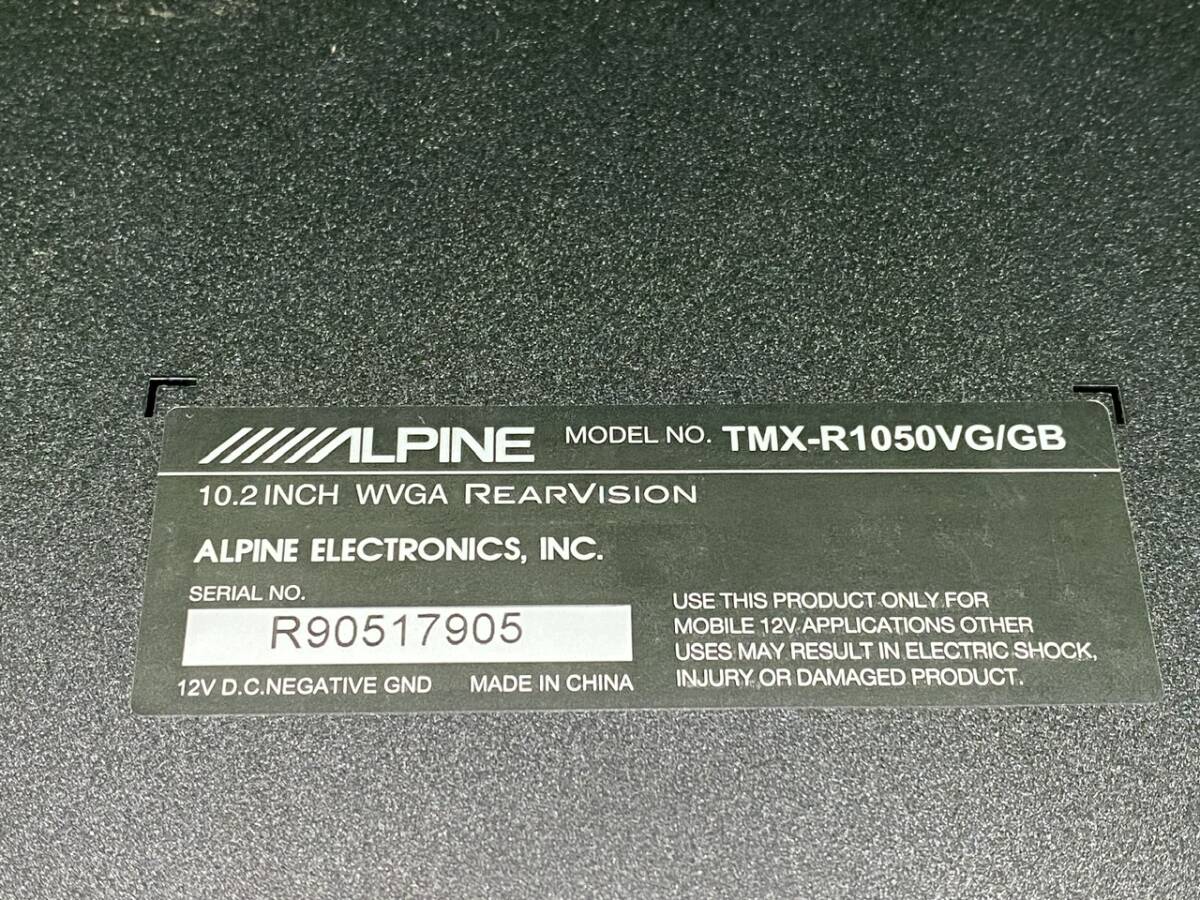 ALPINE MODEL NO. TMX-R1050VG/GB
10.2 INCH WVGA REARVISION
ALPINE ELECTRONICS, INC.
SERIAL NO.
R90517905
12V D.C.NEGATIVE GND MADE IN CHINA
USE THIS PRODUCT ONLY FOR
MOBILE 12V APPLICATIONS OTHER
USES MAY RESULT IN ELECTRIC SHOCK,
INJURY OR DAMAGED PRODUCT.